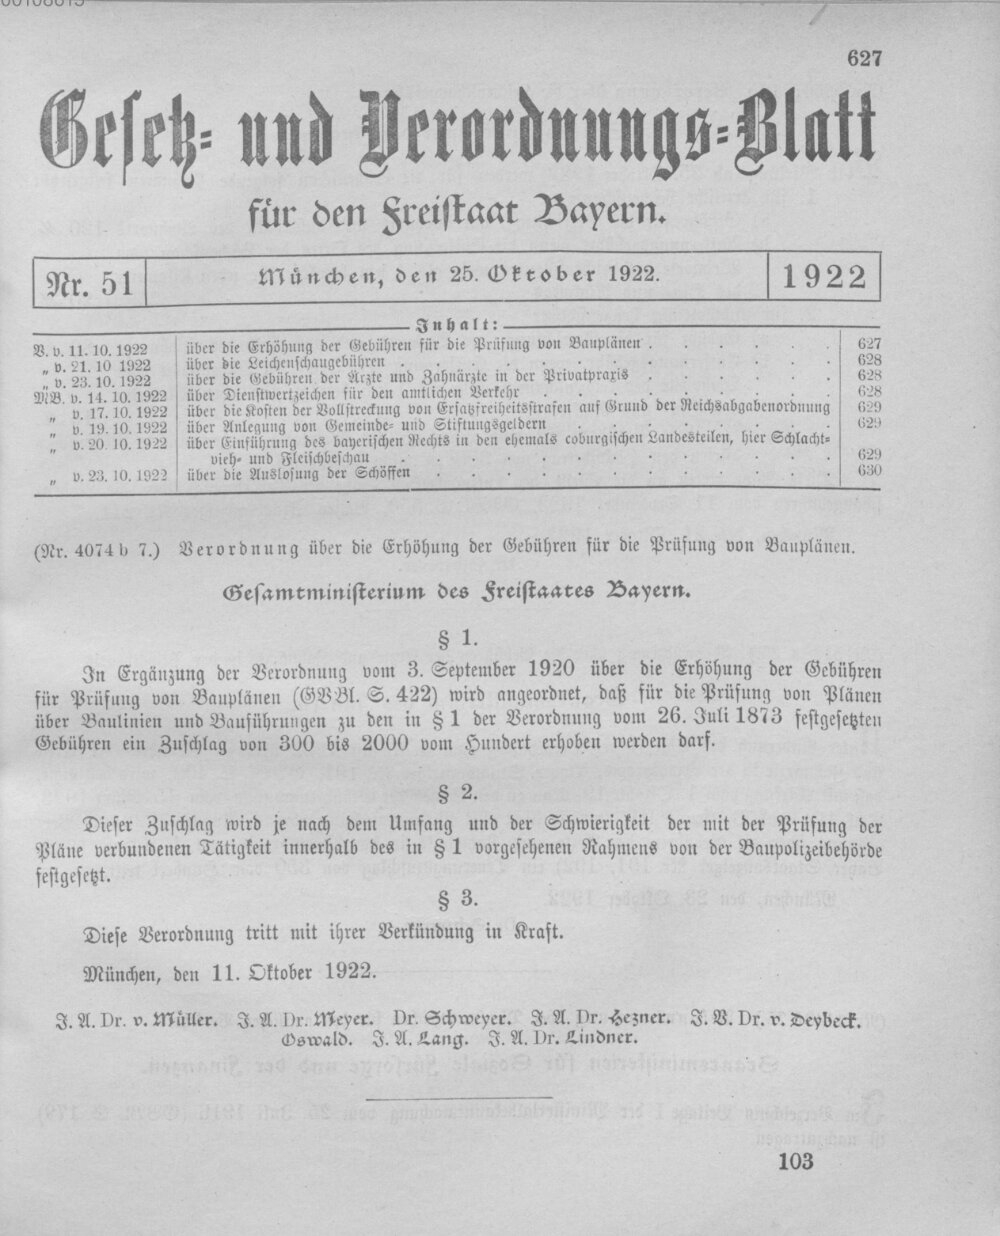 627
Gesetz- und Verordnungs-Blatt
für den Freistaat Bayern.
Nr. 51 München, den 25. Oktober 1922. 1922
Inhalt:
V. v. 11. 10. 1922 über die Erhöhung der Gebühren für die Prüfung von Bauplänen . . . . . . 627
„ v. 21. 10 1922 über die Leichenschaugebühren . . . . . . . . . . . . 628
„ v. 23. 10. 1922 über die Gebühren der Ärzte und Zahnärzte in der Privatpraxis . . . . . . 628
MB. v. 14. 10. 1922 über Dienstwertzeichen für den amtlichen Verkehr . . . . . . . . . 628
„ v. 17. 10. 1922 über die Kosten der Vollstreckung von Ersatzfreiheitsstrafen auf Grund der Reichsabgabenordnung 629
„ v. 19. 10. 1922 über Anlegung von Gemeinde- und Stiftungsgeldern . . . . . . . . 629
„ v. 20. 10. 1922 über Einführung des bayerischen Rechts in den ehemals coburgischen Landesteilen, hier Schlacht-
vieh- und Fleischbeschau . . . . . . . . . . . . 629
„ v. 23. 10. 1922 über die Auslosung der Schöffen . . . . . . . . . . . 630
(Nr. 4074 b 7.) Verordnung über die Erhöhung der Gebühren für die Prüfung von Bauplänen.
Gesamtministerium des Freistaates Bayern.
§ 1.
In Ergänzung der Verordnung vom 3. September 1920 über die Erhöhung der Gebühren
für Prüfung von Bauplänen (GVBl. S. 422) wird angeordnet, daß für die Prüfung von Plänen
über Baulinien und Bauführungen zu den in § 1 der Verordnung vom 26. Juli 1873 festgesetzten
Gebühren ein Zuschlag von 300 bis 2000 vom Hundert erhoben werden darf.
§ 2.
Dieser Zuschlag wird je nach dem Umfang und der Schwierigkeit der mit der Prüfung der
Pläne verbundenen Tätigkeit innerhalb des in § 1 vorgesehenen Rahmens von der Baupolizeibehörde
festgesetzt.
§ 3.
Diese Verordnung tritt mit ihrer Verkündung in Kraft.
München, den 11. Oktober 1922.
J. A. Dr. v. Müller. J. A. Dr. Meyer. Dr. Schweyer. J. A. Dr. Hezner. J. V. Dr. v. Deybeck.
Oswald. J. A. Lang. J. A. Dr. Lindner.
103